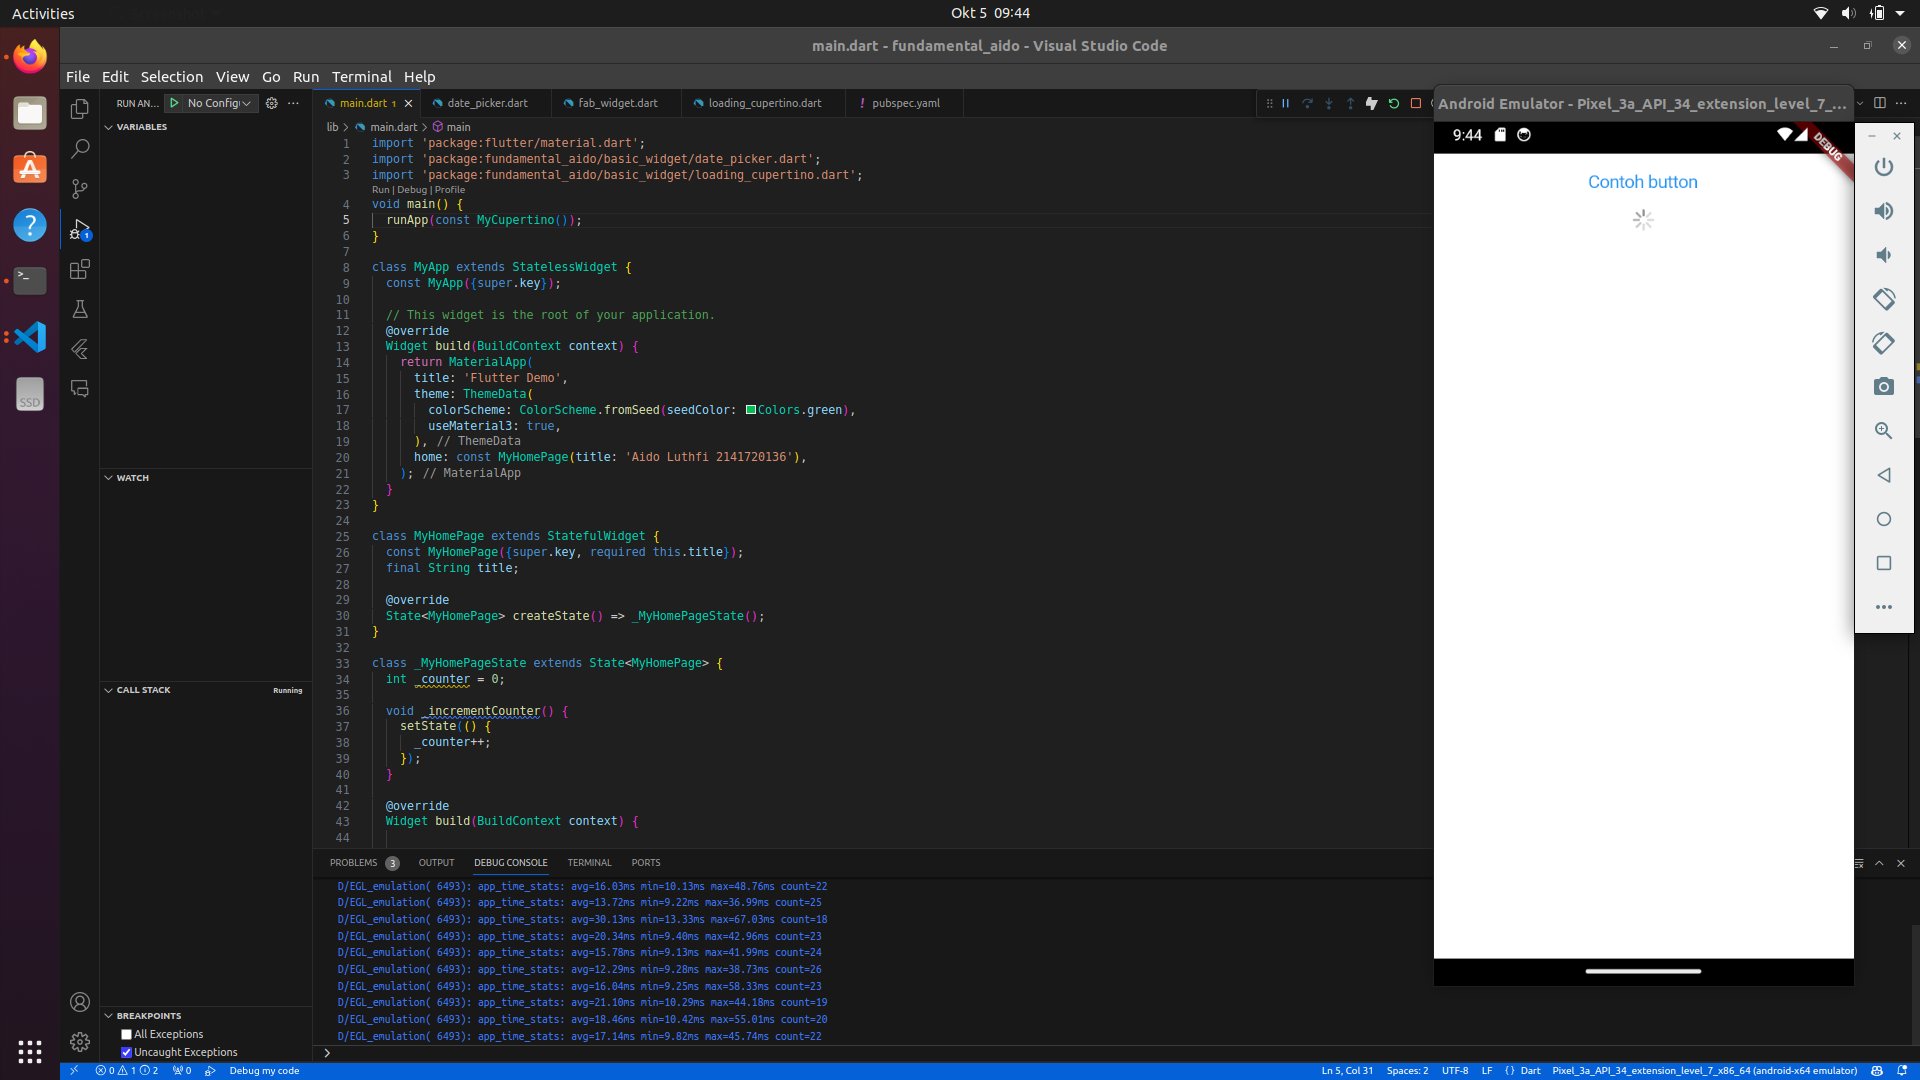 Activities
Okt 5 09:44
main.dart - fundamental_aido - Visual Studio Code
File Edit Selection View Go Run Terminal Help
RUN AN... No Config
main.dart 1
date_picker.dart
fab_widget.dart
loading_cupertino.dart
pubspec.yaml
VARIABLES
WATCH
CALL STACK
Running
BREAKPOINTS
All Exceptions
Uncaught Exceptions
SSD
1
lib > main.dart > main
1 import 'package:flutter/material.dart';
2 import 'package:fundamental_aido/basic_widget/date_picker.dart';
3 import 'package:fundamental_aido/basic_widget/loading_cupertino.dart';
Run | Debug | Profile
4 void main() {
5 runApp(const MyCupertino());
6 }
7
8 class MyApp extends StatelessWidget {
9 const MyApp({super.key});
10
11 // This widget is the root of your application.
12 @override
13 Widget build(BuildContext context) {
14 return MaterialApp(
15 title: 'Flutter Demo',
16 theme: ThemeData(
17 colorScheme: ColorScheme.fromSeed(seedColor: Colors.green),
18 useMaterial3: true,
19 ), // ThemeData
20 home: const MyHomePage(title: 'Aido Luthfi 2141720136'),
21 ); // MaterialApp
22 }
23 }
24
25 class MyHomePage extends StatefulWidget {
26 const MyHomePage({super.key, required this.title});
27 final String title;
28
29 @override
30 State<MyHomePage> createState() => _MyHomePageState();
31 }
32
33 class _MyHomePageState extends State<MyHomePage> {
34 int _counter = 0;
35
36 void _incrementCounter() {
37 setState(() {
38 _counter++;
39 });
40 }
41
42 @override
43 Widget build(BuildContext context) {
44
PROBLEMS 3 OUTPUT DEBUG CONSOLE TERMINAL PORTS
D/EGL_emulation( 6493): app_time_stats: avg=16.03ms min=10.13ms max=48.76ms count=22
D/EGL_emulation( 6493): app_time_stats: avg=13.72ms min=9.22ms max=36.99ms count=25
D/EGL_emulation( 6493): app_time_stats: avg=30.13ms min=13.33ms max=67.03ms count=18
D/EGL_emulation( 6493): app_time_stats: avg=20.34ms min=9.40ms max=42.96ms count=23
D/EGL_emulation( 6493): app_time_stats: avg=15.78ms min=9.13ms max=41.99ms count=24
D/EGL_emulation( 6493): app_time_stats: avg=12.29ms min=9.28ms max=38.73ms count=26
D/EGL_emulation( 6493): app_time_stats: avg=16.04ms min=9.25ms max=58.33ms count=23
D/EGL_emulation( 6493): app_time_stats: avg=21.10ms min=10.29ms max=44.18ms count=19
D/EGL_emulation( 6493): app_time_stats: avg=18.46ms min=10.42ms max=55.01ms count=20
D/EGL_emulation( 6493): app_time_stats: avg=17.14ms min=9.82ms max=45.74ms count=22
>
Android Emulator - Pixel_3a_API_34_extension_level_7_...
9:44
DEBUG
Contoh button
0 1 2 0 Debug my code
Ln 5, Col 31 Spaces: 2 UTF-8 LF {} Dart Pixel_3a_API_34_extension_level_7_x86_64 (android-x64 emulator)